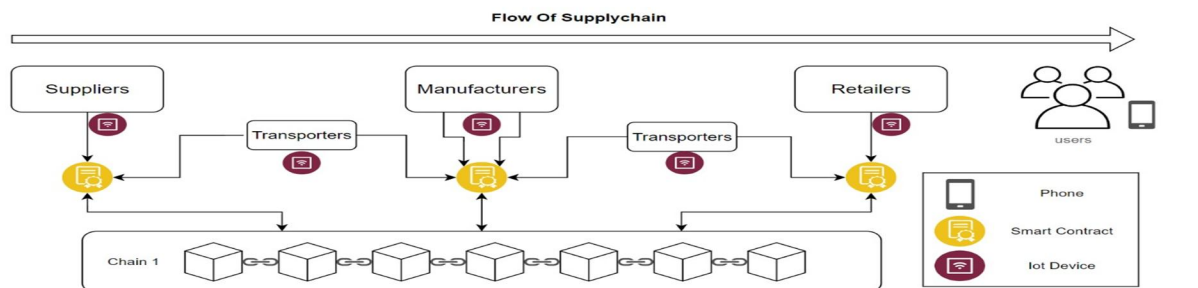 Flow Of Supplychain
Suppliers
Manufacturers
Retailers
Transporters
Transporters
users
Phone
Smart Contract
Iot Device
Chain 1